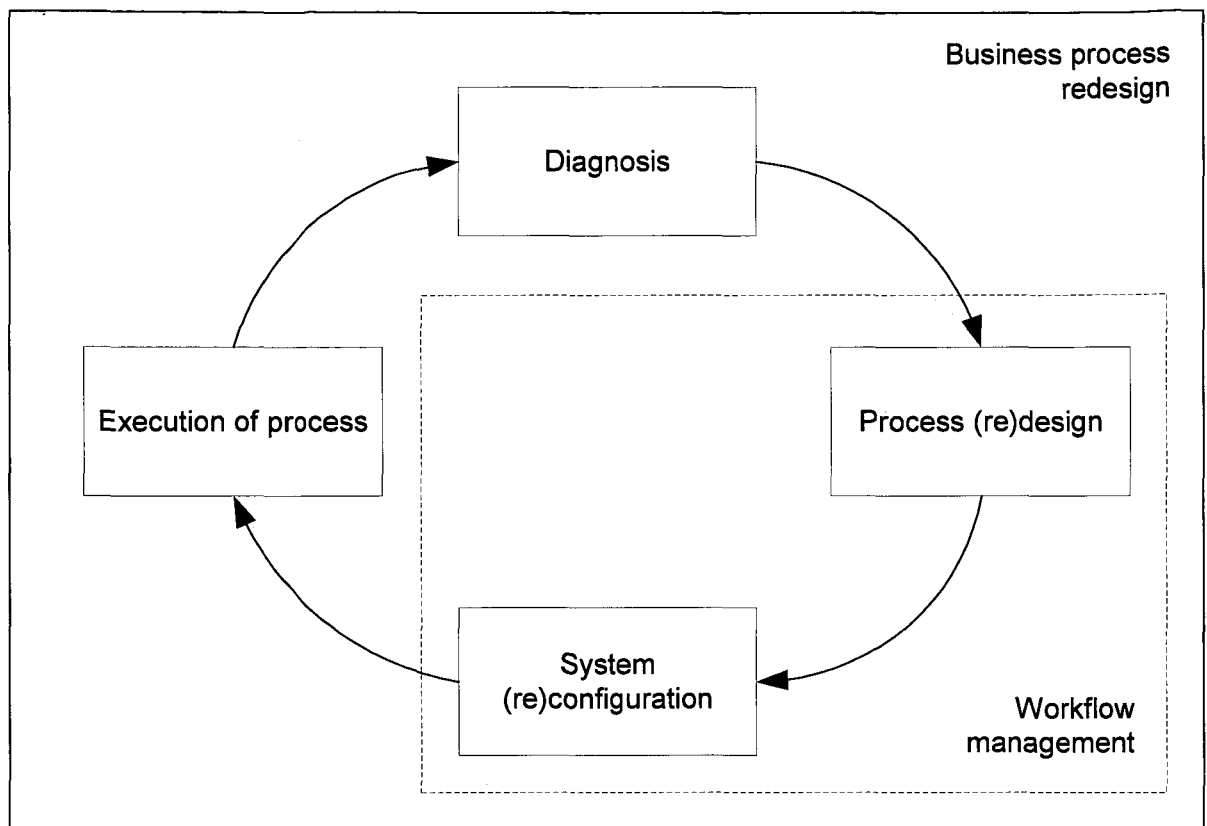 Business process
redesign
Diagnosis
Execution of process
Process (re)design
System
(re)configuration
Workflow
management